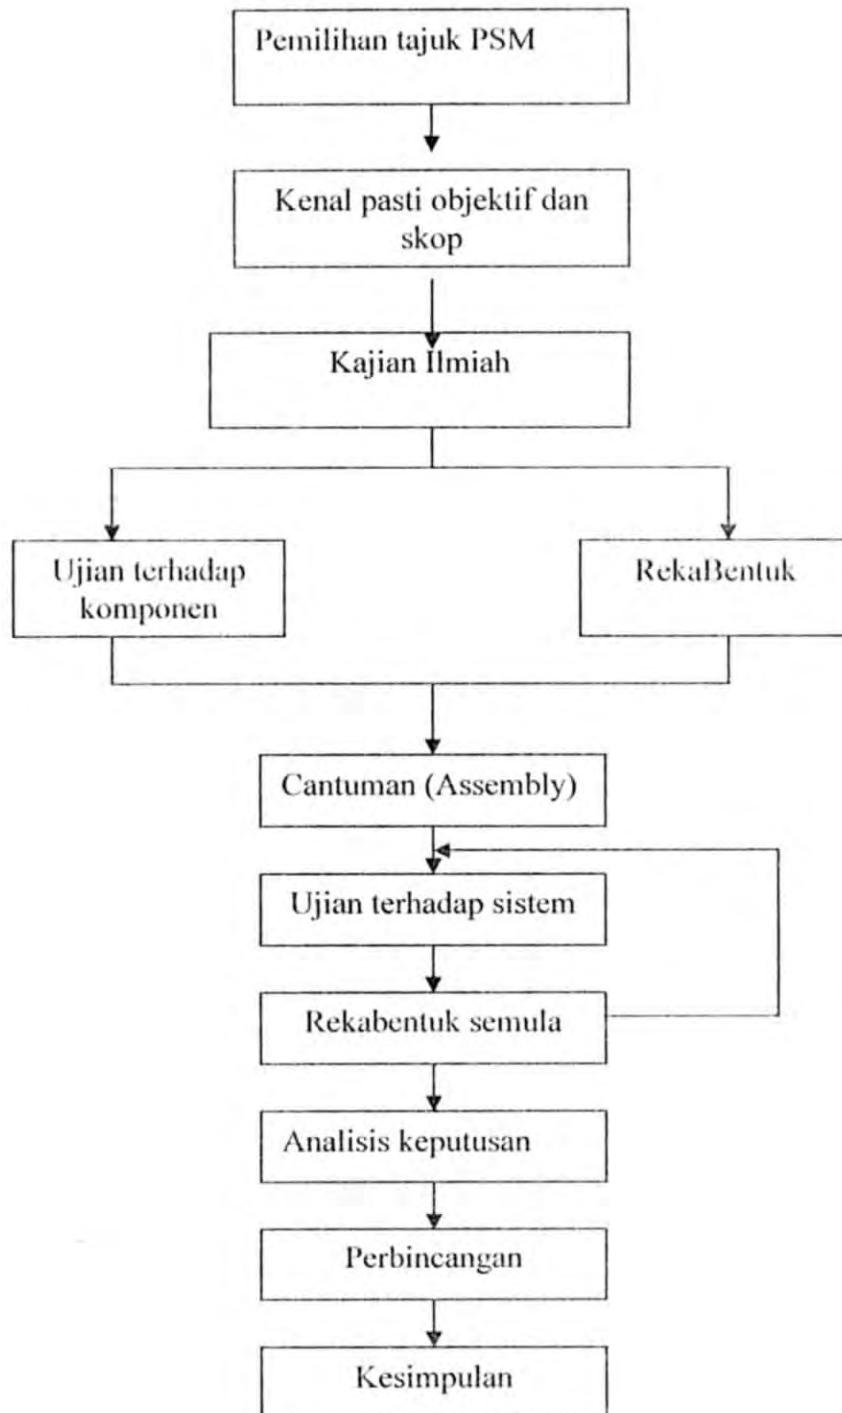 Pemilihan tajuk PSM
Kenal pasti objektif dan
skop
Kajian Ilmiah
Ujian terhadap
komponen
RekaBentuk
Cantuman (Assembly)
Ujian terhadap sistem
Rekabentuk semula
Analisis keputusan
Perbincangan
Kesimpulan